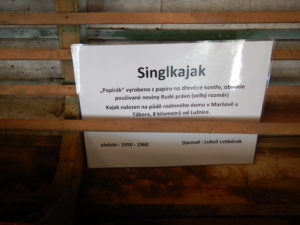 Singlkajak
„Papírák" vyrobeno z papíru na dřevěné kostře, obvykle
používané noviny Rudé právo (velký rozměr)
Kajak nalezen na půdě rodinného domu v Maršově u
Tábora, 8 kilometrů od Lužnice.
období : 1950 - 1960
Daroval : Luboš